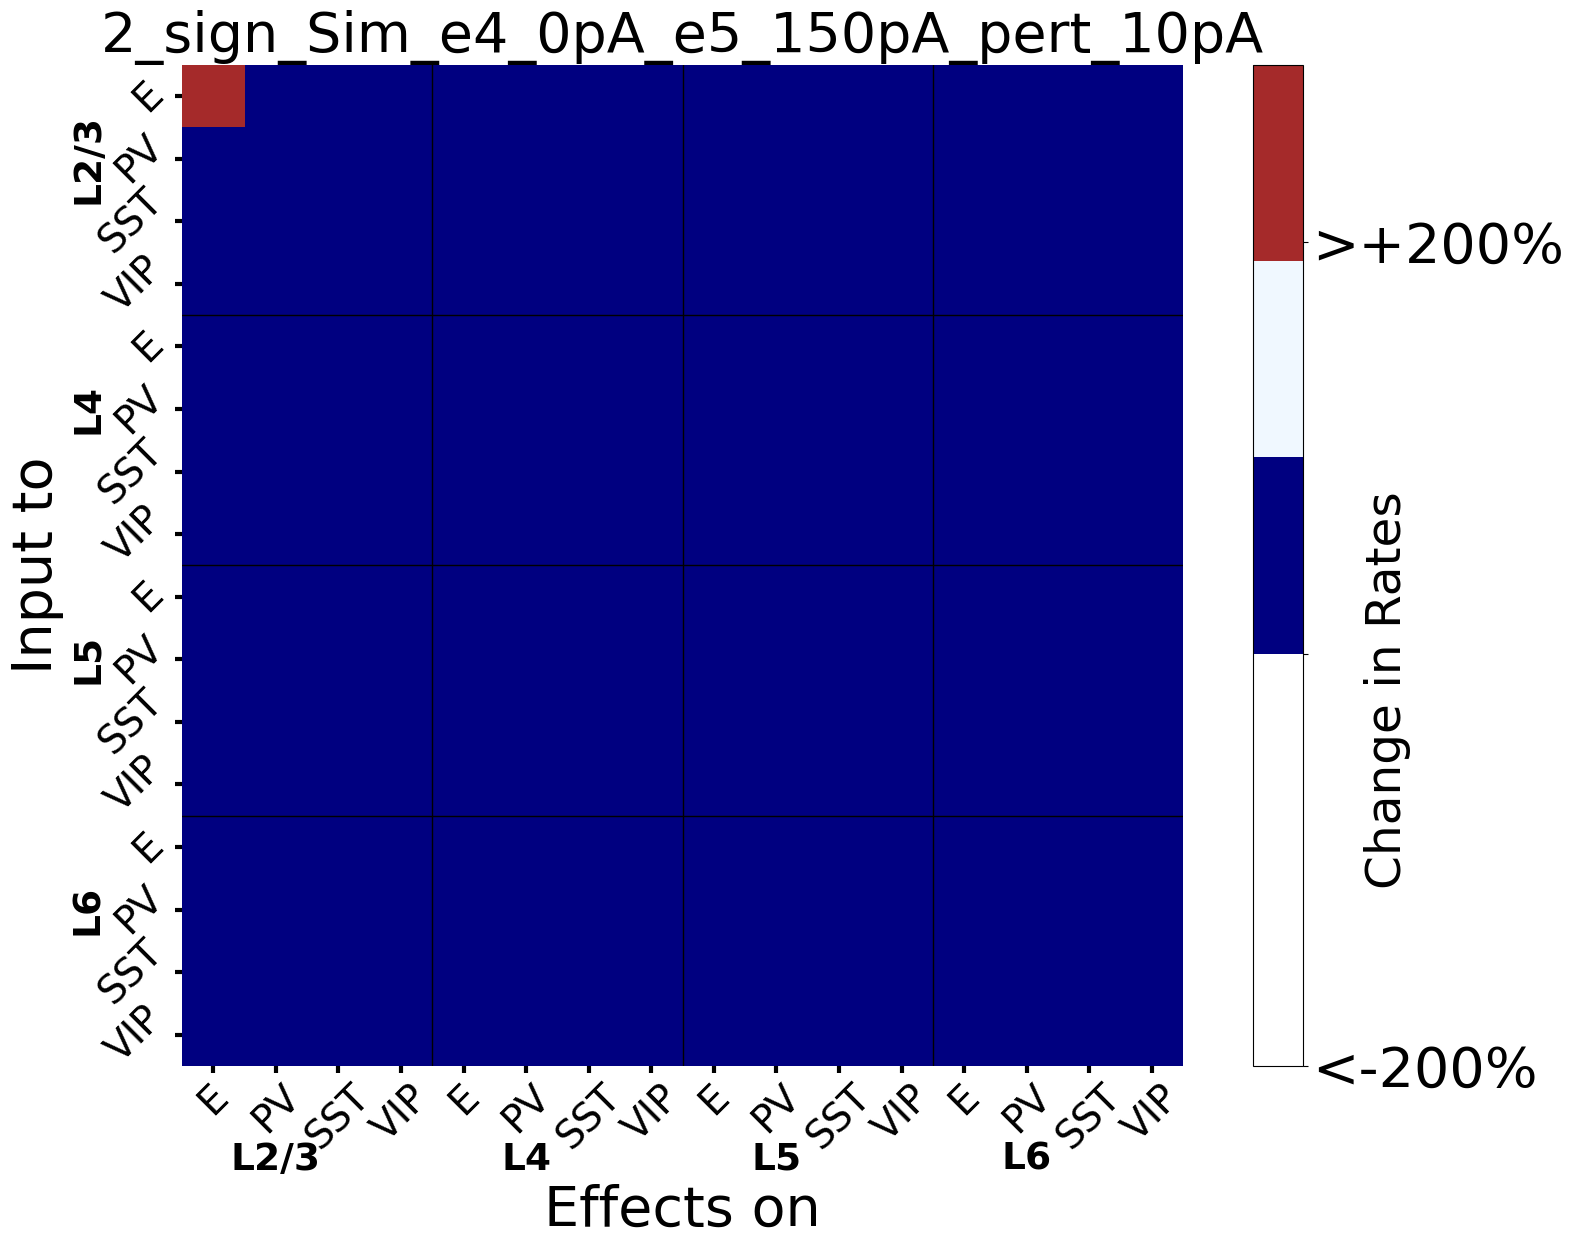 2_sign_Sim_e4_0pA_e5_150pA_pert_10pA
Input to
L2/3
E
PV
SST
VIP
L4
E
PV
SST
VIP
L5
E
PV
SST
VIP
L6
E
PV
SST
VIP
E PV SST VIP E PV SST VIP E PV SST VIP E PV SST VIP
L2/3 L4 L5 L6
Effects on
>+200%
<-200%
Change in Rates